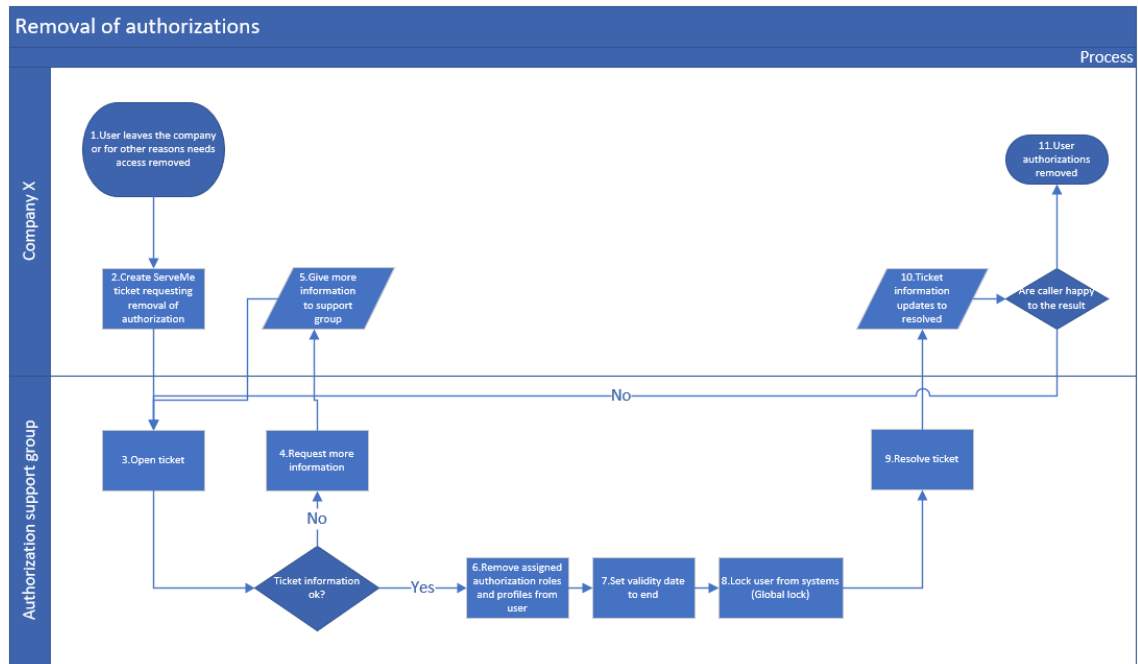 Removal of authorizations
Process
Company X
1.User leaves the company
or for other reasons needs
access removed
11.User
authorizations
removed
2.Create ServeMe
ticket requesting
removal of
authorization
5.Give more
information
to support
group
10.Ticket
information
updates to
resolved
Are caller happy
to the result
No
Authorization support group
3.Open ticket
4.Request more
information
9.Resolve ticket
No
Ticket information
ok?
Yes
6.Remove assigned
authorization roles
and profiles from
user
7.Set validity date
to end
8.Lock user from systems
(Global lock)